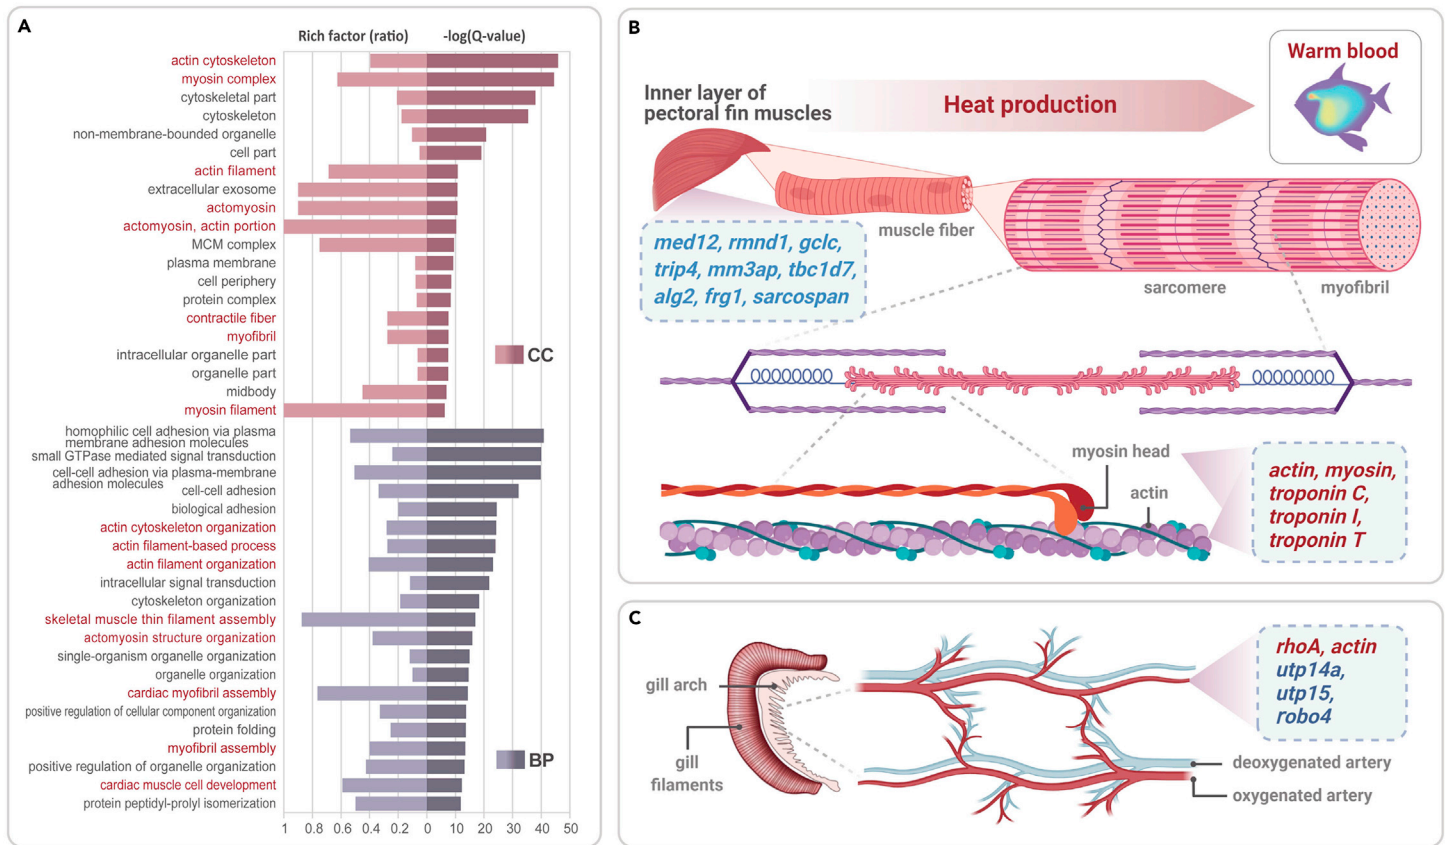 A
Rich factor (ratio)
-log(Q-value)
actin cytoskeleton
myosin complex
cytoskeletal part
cytoskeleton
non-membrane-bounded organelle
cell part
actin filament
extracellular exosome
actomyosin
actomyosin, actin portion
MCM complex
plasma membrane
cell periphery
protein complex
contractile fiber
myofibril
intracellular organelle part
organelle part
midbody
myosin filament
CC
homophilic cell adhesion via plasma
membrane adhesion molecules
small GTPase mediated signal transduction
cell-cell adhesion via plasma-membrane
adhesion molecules
cell-cell adhesion
biological adhesion
actin cytoskeleton organization
actin filament-based process
actin filament organization
intracellular signal transduction
cytoskeleton organization
skeletal muscle thin filament assembly
actomyosin structure organization
single-organism organelle organization
organelle organization
cardiac myofibril assembly
positive regulation of cellular component organization
protein folding
myofibril assembly
positive regulation of organelle organization
cardiac muscle cell development
protein peptidyl-prolyl isomerization
BP
1 0.8 0.6 0.4 0.2 0 10 20 30 40 50
B
Inner layer of
pectoral fin muscles
Heat production
Warm blood
muscle fiber
sarcomere
myofibril
med12, rmnd1, gclc,
trip4, mm3ap, tbc1d7,
alg2, frg1, sarcospan
myosin head
actin
actin, myosin,
troponin C,
troponin I,
troponin T
C
gill arch
gill
filaments
rhoA, actin
utp14a,
utp15,
robo4
deoxygenated artery
oxygenated artery